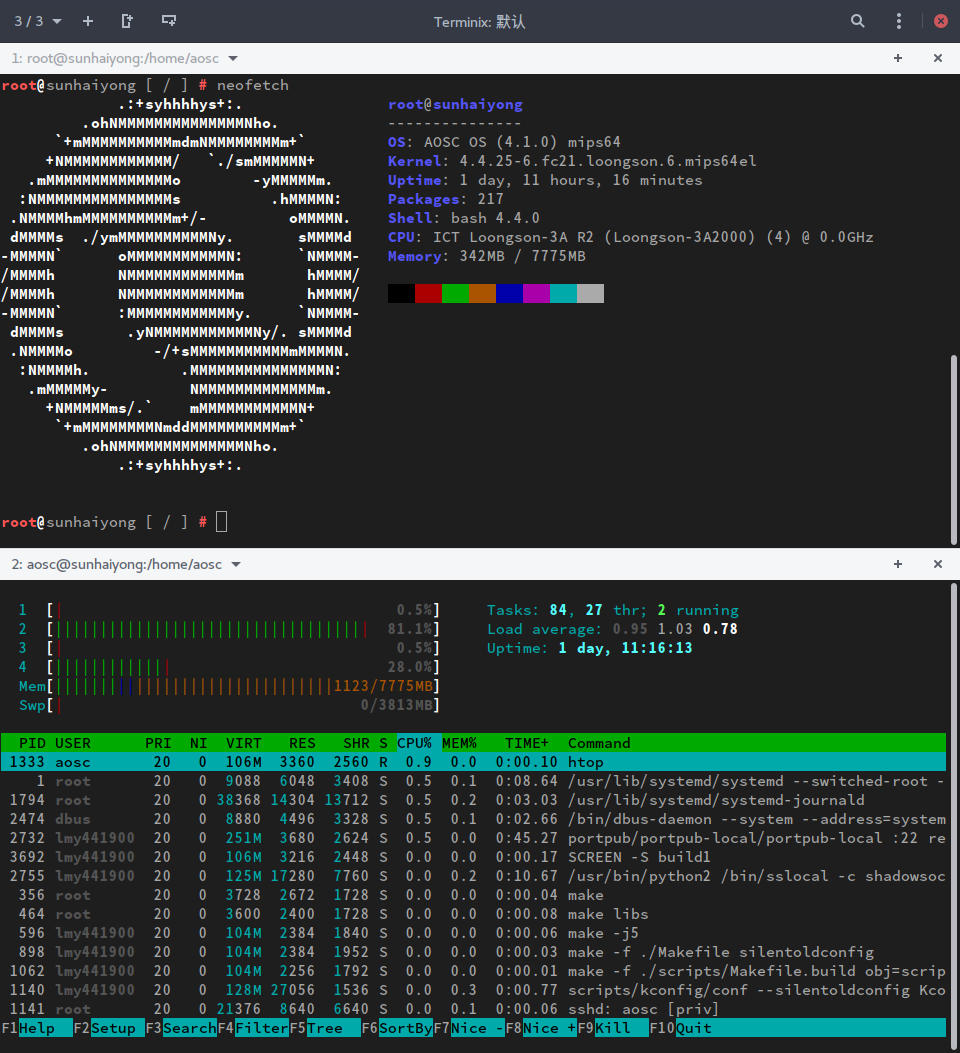 3 / 3
Terminix: 默认
1: root@sunhaiyong:/home/aosc
root@sunhaiyong [ / ] # neofetch
.:+syhhhhys+:.
root@sunhaiyong
.ohNMMMMMMMMMMMMMMNho.
---------------
`+mMMMMMMMMMMmdmNMMMMMMMMm+`
OS: AOSC OS (4.1.0) mips64
+NMMMMMMMMMMMM/   `./smMMMMMN+
Kernel: 4.4.25-6.fc21.loongson.6.mips64el
.mMMMMMMMMMMMMMMo        -yMMMMMm.
Uptime: 1 day, 11 hours, 16 minutes
:NMMMMMMMMMMMMMMMs          .hMMMMN:
Packages: 217
.NMMMMhmMMMMMMMMMMm+/-         oMMMMN.
Shell: bash 4.4.0
dMMMMs  ./ymMMMMMMMMMMNy.       sMMMMd
CPU: ICT Loongson-3A R2 (Loongson-3A2000) (4) @ 0.0GHz
-MMMMN`      oMMMMMMMMMMMN:      `NMMMM-
Memory: 342MB / 7775MB
/MMMMh       NMMMMMMMMMMMMm       hMMMM/
/MMMMh       NMMMMMMMMMMMMm       hMMMM/
-MMMMN`      :MMMMMMMMMMMMy.     `NMMMM-
dMMMMs       .yNMMMMMMMMMMMNy/. sMMMMd
.NMMMMo         -/+sMMMMMMMMMMMmMMMMN.
:NMMMMh.          .MMMMMMMMMMMMMMMN:
.mMMMMMy-         NMMMMMMMMMMMMMm.
+NMMMMMms/.`    mMMMMMMMMMMMN+
`+mMMMMMMMMNmddMMMMMMMMMMm+`
.ohNMMMMMMMMMMMMMMNho.
.:+syhhhhys+:.
root@sunhaiyong [ / ] #
2: aosc@sunhaiyong:/home/aosc
1  [|  0.5%]
Tasks: 84, 27 thr; 2 running
2  [|||||||||||||||||||||||||||||||||||  81.1%]
Load average: 0.95 1.03 0.78
3  [|  0.5%]
Uptime: 1 day, 11:16:13
4  [|||||||||||||  28.0%]
Mem[|||||||||||||||||||||||||||||||1123/7775MB]
Swp[|  0/3813MB]
PID USER PRI NI VIRT RES SHR S CPU% MEM% TIME+ Command
1333 aosc 20 0 106M 3360 2560 R 0.9 0.0 0:00.10 htop
1 root 20 0 9088 6048 3408 S 0.5 0.1 0:08.64 /usr/lib/systemd/systemd --switched-root -
1794 root 20 0 38368 14304 13712 S 0.5 0.2 0:03.03 /usr/lib/systemd/systemd-journald
2474 dbus 20 0 8880 4496 3328 S 0.5 0.1 0:02.66 /bin/dbus-daemon --system --address=system
2732 lmy441900 20 0 251M 3680 2624 S 0.5 0.0 0:45.27 portpub/portpub-local/portpub-local :22 re
3692 lmy441900 20 0 106M 3216 2448 S 0.0 0.0 0:00.17 SCREEN -S build1
2755 lmy441900 20 0 125M 17280 7760 S 0.0 0.2 0:10.67 /usr/bin/python2 /bin/sslocal -c shadowsoc
356 root 20 0 3728 2672 1728 S 0.0 0.0 0:00.04 make
464 root 20 0 3600 2400 1728 S 0.0 0.0 0:00.08 make libs
596 lmy441900 20 0 104M 2384 1840 S 0.0 0.0 0:00.06 make -j5
898 lmy441900 20 0 104M 2384 1952 S 0.0 0.0 0:00.03 make -f ./Makefile silentoldconfig
1062 lmy441900 20 0 104M 2256 1792 S 0.0 0.0 0:00.01 make -f ./scripts/Makefile.build obj=scrip
1140 lmy441900 20 0 128M 27056 1536 S 0.0 0.3 0:00.77 scripts/kconfig/conf --silentoldconfig Kco
1141 root 20 0 21376 8640 6640 S 0.0 0.1 0:00.06 sshd: aosc [priv]
F1Help F2Setup F3SearchF4FilterF5Tree F6SortByF7Nice -F8Nice +F9Kill F10Quit